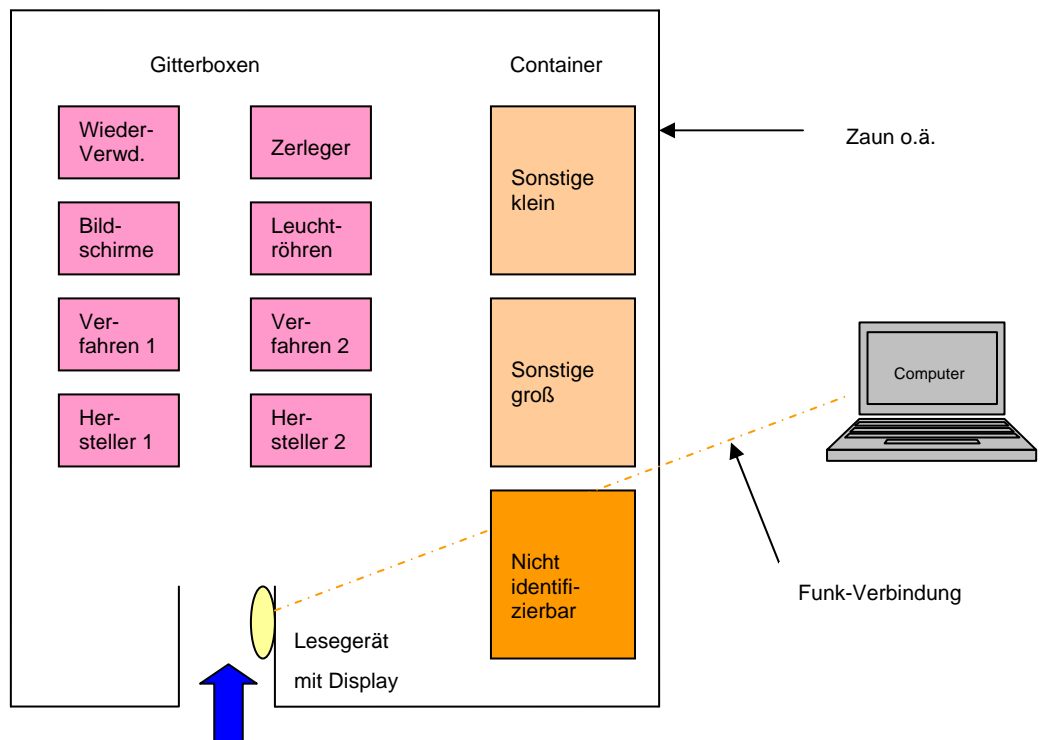 Gitterboxen
Container
Wieder-
Verwd.
Zerleger
Sonstige
klein
Zaun o.ä.
Bild-
schirme
Leucht-
röhren
Ver-
fahren 1
Ver-
fahren 2
Sonstige
groß
Computer
Her-
steller 1
Her-
steller 2
Nicht
identifi-
zierbar
Funk-Verbindung
Lesegerät
mit Display